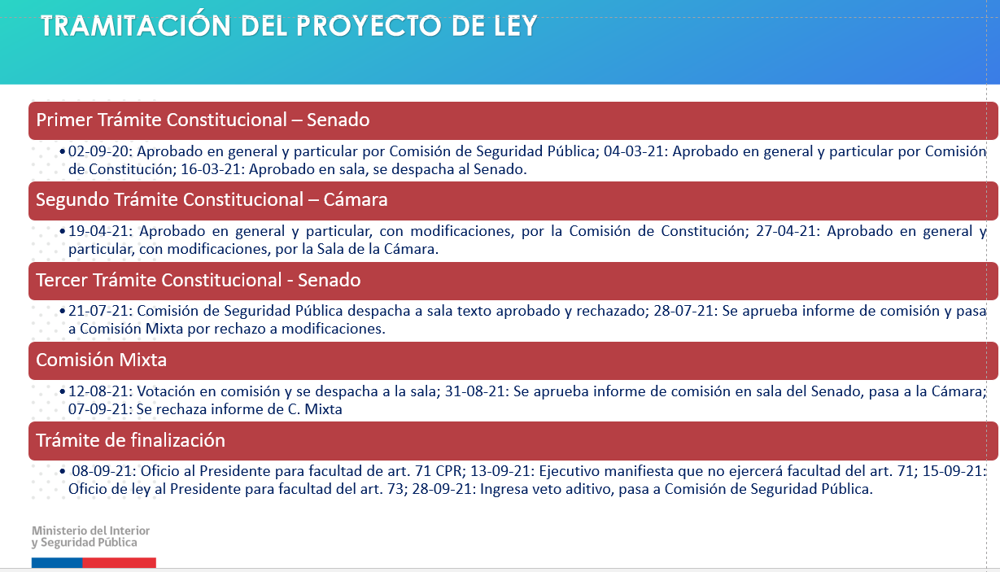 TRAMITACIÓN DEL PROYECTO DE LEY
Primer Trámite Constitucional – Senado
•02-09-20: Aprobado en general y particular por Comisión de Seguridad Pública; 04-03-21: Aprobado en general y particular por Comisión
de Constitución; 16-03-21: Aprobado en sala, se despacha al Senado.
Segundo Trámite Constitucional – Cámara
•19-04-21: Aprobado en general y particular, con modificaciones, por la Comisión de Constitución; 27-04-21: Aprobado en general y
particular, con modificaciones, por la Sala de la Cámara.
Tercer Trámite Constitucional - Senado
•21-07-21: Comisión de Seguridad Pública despacha a sala texto aprobado y rechazado; 28-07-21: Se aprueba informe de comisión y pasa
a Comisión Mixta por rechazo a modificaciones.
Comisión Mixta
•12-08-21: Votación en comisión y se despacha a la sala; 31-08-21: Se aprueba informe de comisión en sala del Senado, pasa a la Cámara;
07-09-21: Se rechaza informe de C. Mixta
Trámite de finalización
• 08-09-21: Oficio al Presidente para facultad de art. 71 CPR; 13-09-21: Ejecutivo manifiesta que no ejercerá facultad del art. 71; 15-09-21:
Oficio de ley al Presidente para facultad del art. 73; 28-09-21: Ingresa veto aditivo, pasa a Comisión de Seguridad Pública.
Ministerio del Interior
y Seguridad Pública